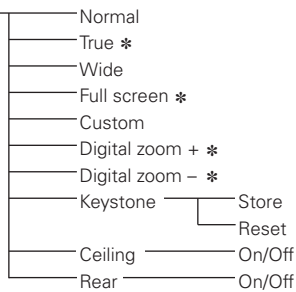 Normal
True ✱
Wide
Full screen ✱
Custom
Digital zoom + ✱
Digital zoom – ✱
Keystone Store
Reset
Ceiling On/Off
Rear On/Off